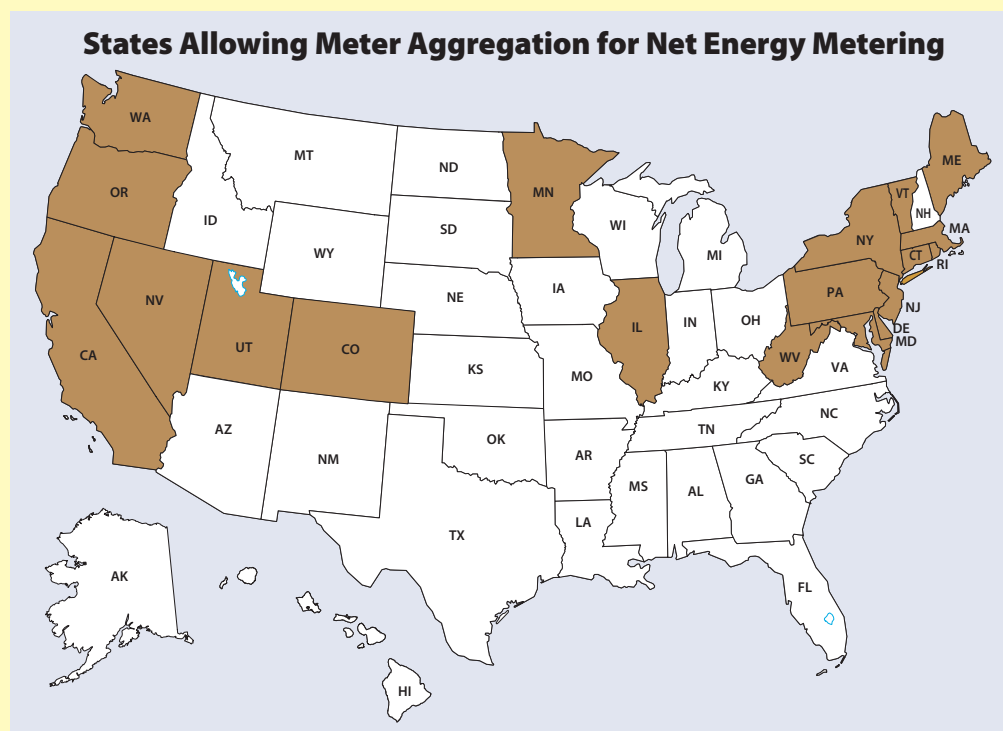 States Allowing Meter Aggregation for Net Energy Metering
WA
MT
ND
MN
ME
VT
NH
OR
ID
SD
WI
MI
NY
MA
CT
RI
WY
NE
IA
PA
NJ
NV
IL
IN
OH
DE
MD
CA
UT
CO
KS
MO
WV
VA
KY
AZ
NM
OK
AR
TN
NC
SC
MS
AL
GA
TX
LA
AK
FL
HI